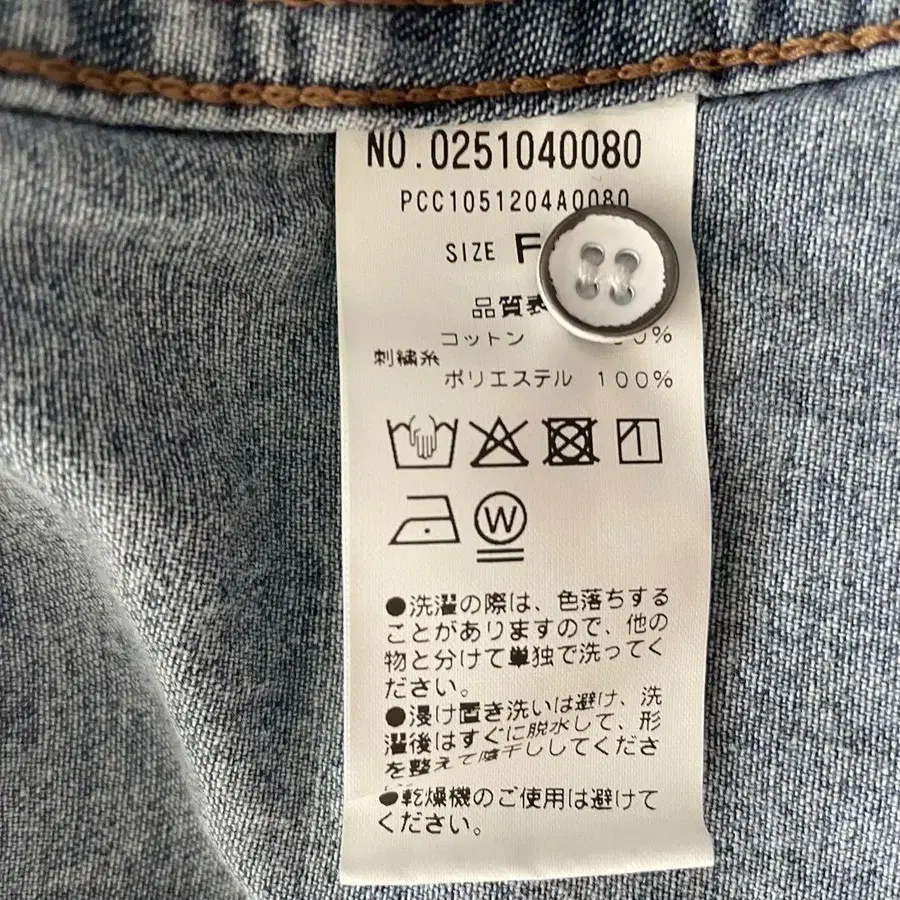 NO.0251040080
PCC1051204A0080
SIZE F
品質表
コットン 0%
刺繍糸
ポリエステル 100%
W
●洗濯の際は、色落ちする
ことがありますので、他の
物と分けて単独で洗ってく
ださい。
●浸け置き洗いは避け、洗
濯後はすぐに脱水して、形
を整えて陰干ししてくださ
●乾燥機のご使用は避けて
ください。